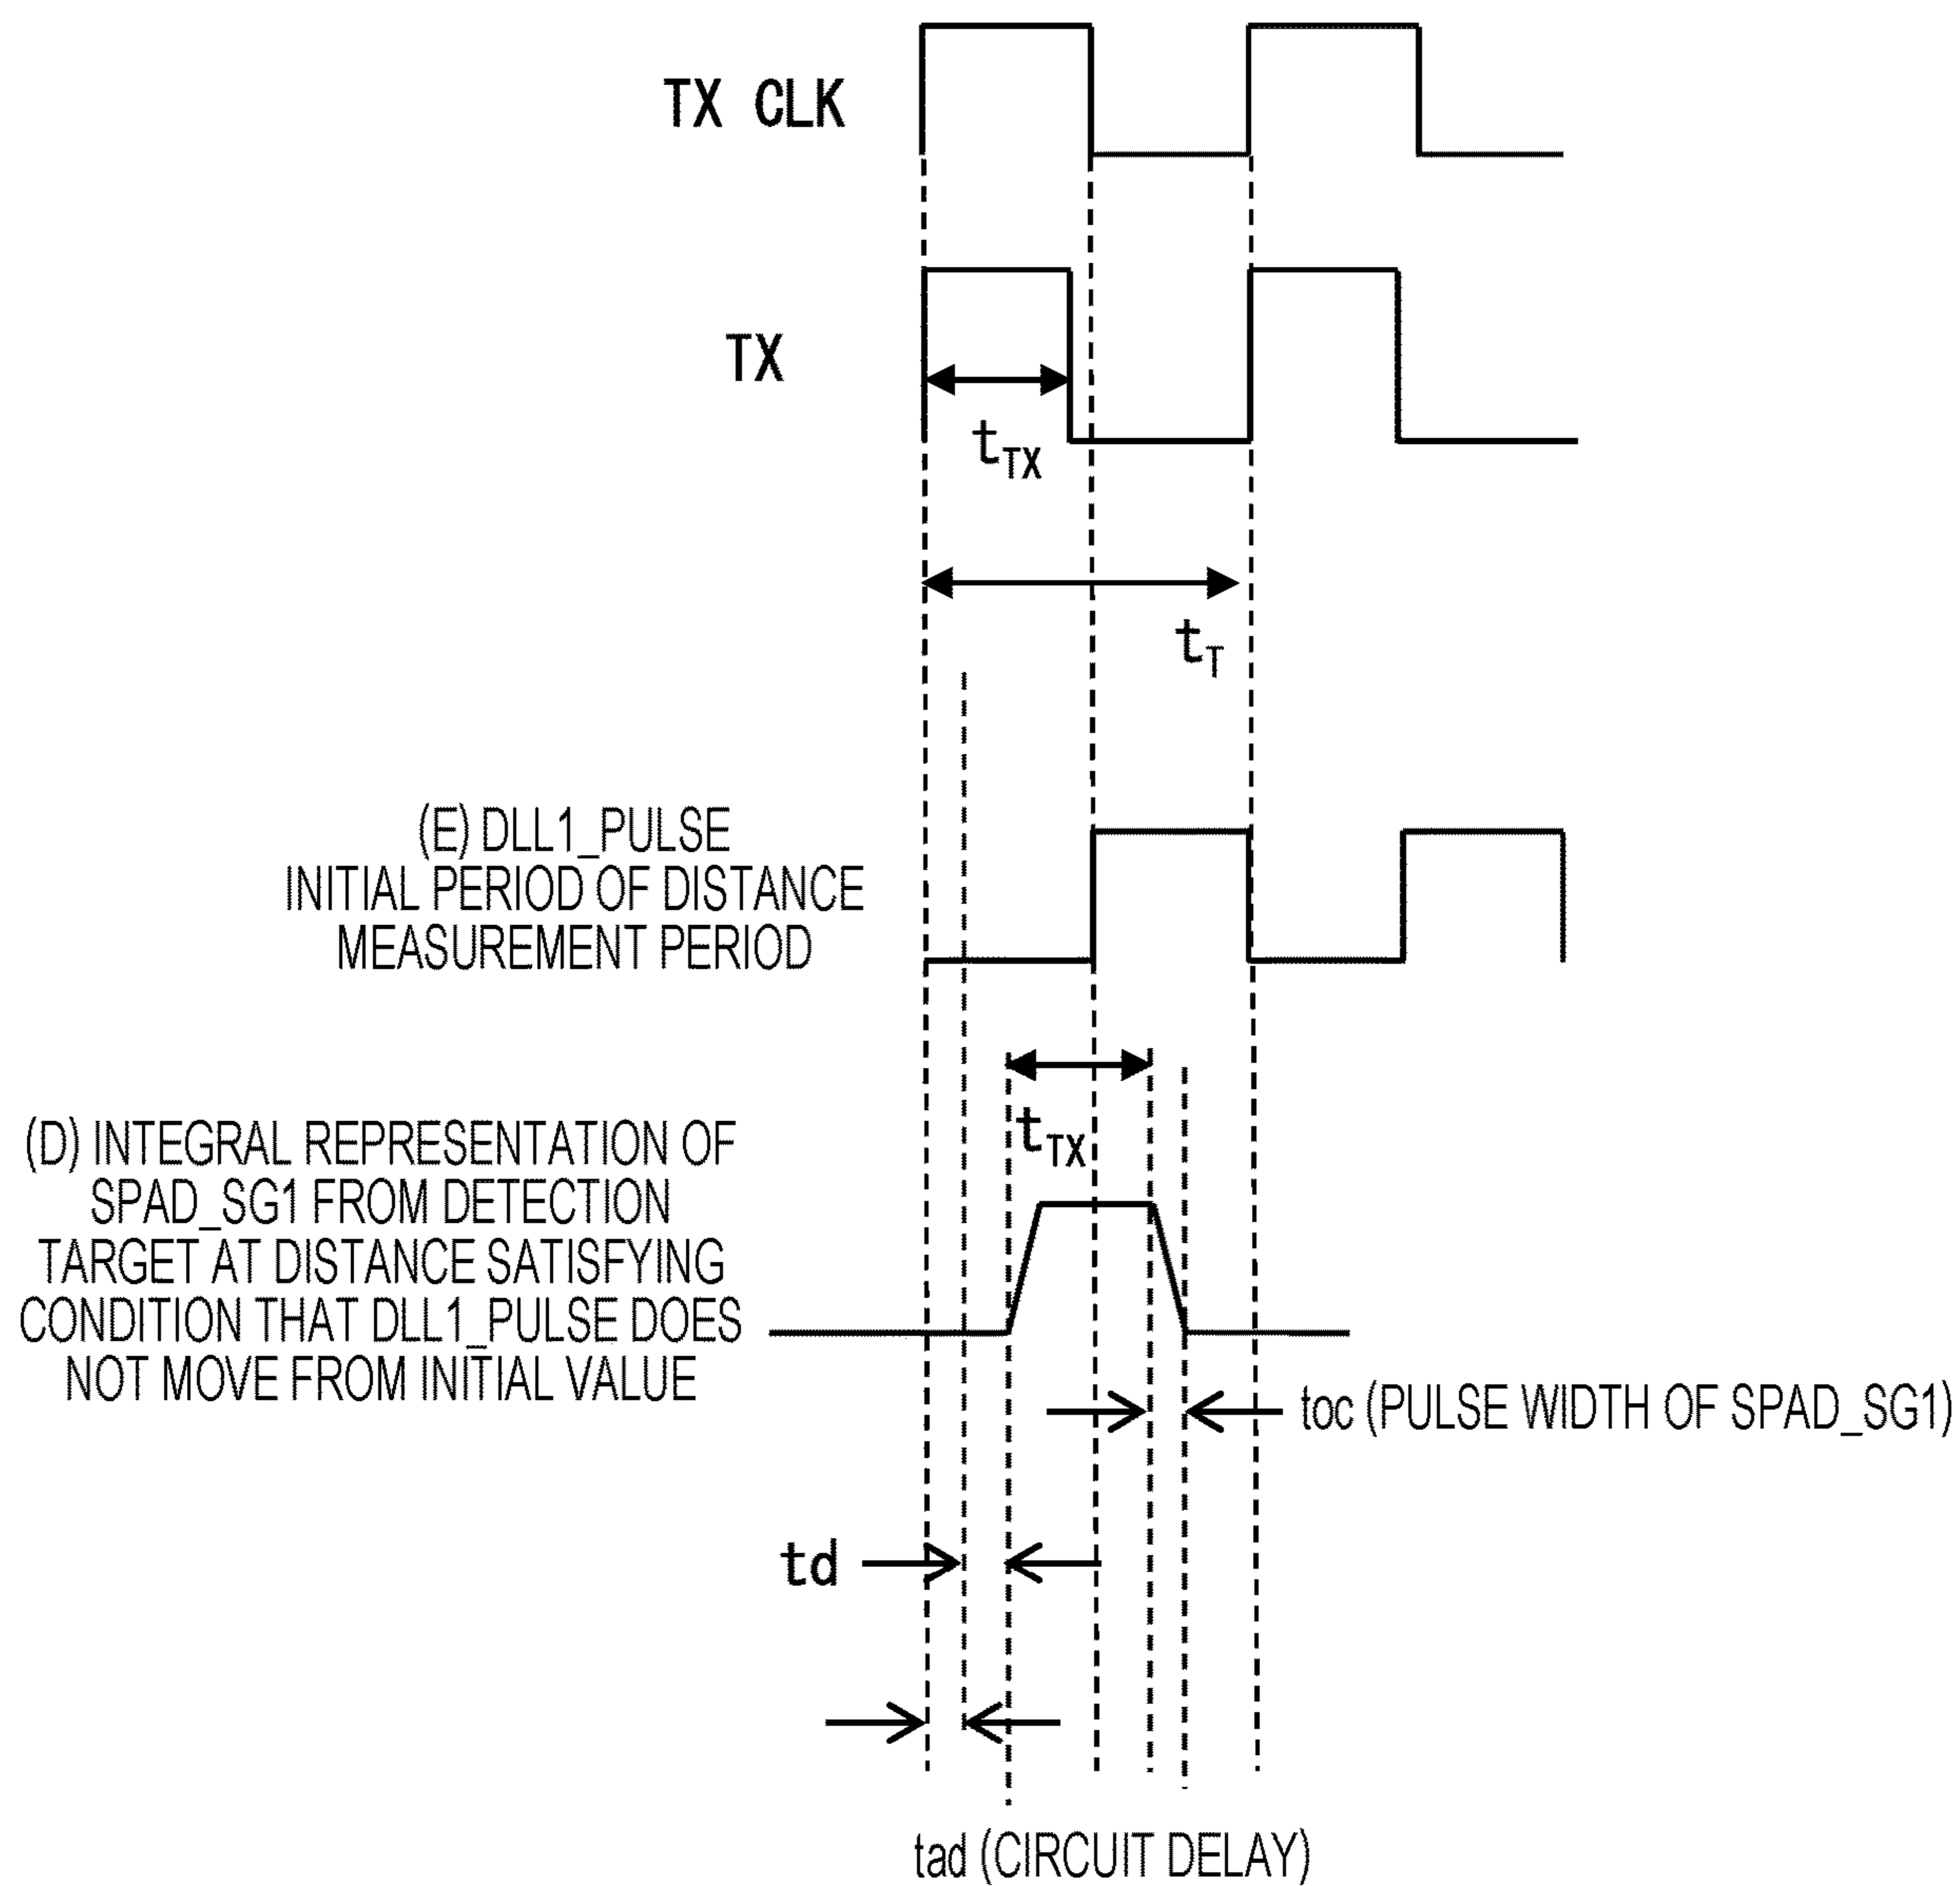 TX CLK
TX
tTX
tT
(E) DLL1_PULSE
INITIAL PERIOD OF DISTANCE
MEASUREMENT PERIOD
tTX
(D) INTEGRAL REPRESENTATION OF
SPAD_SG1 FROM DETECTION
TARGET AT DISTANCE SATISFYING
CONDITION THAT DLL1_PULSE DOES
NOT MOVE FROM INITIAL VALUE
toc (PULSE WIDTH OF SPAD_SG1)
td
tad (CIRCUIT DELAY)